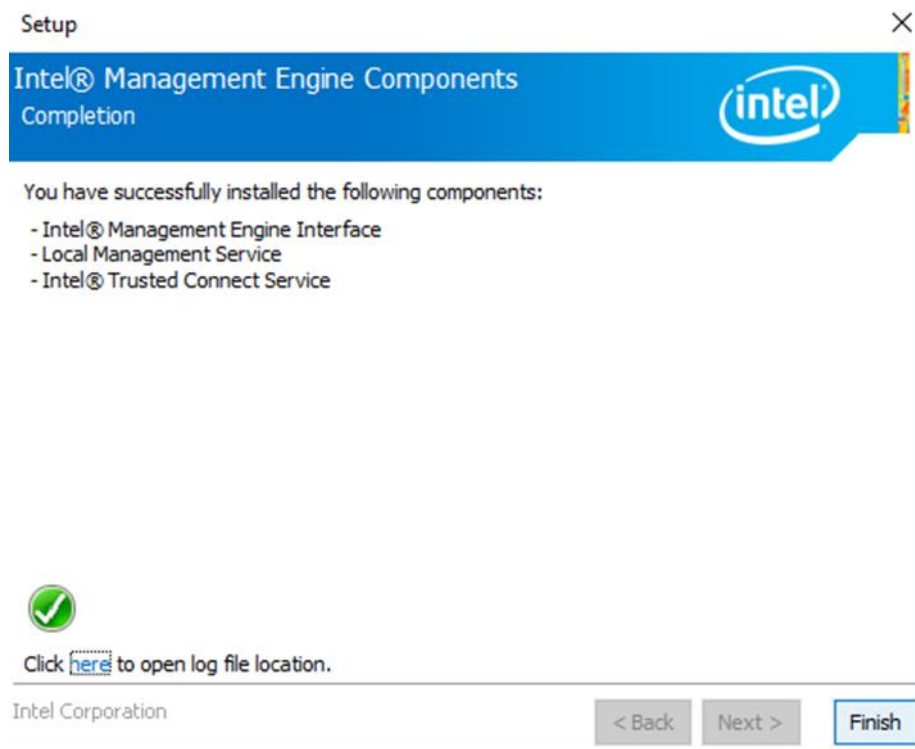 Setup
Intel® Management Engine Components
Completion
intel
You have successfully installed the following components:
- Intel® Management Engine Interface
- Local Management Service
- Intel® Trusted Connect Service
Click here to open log file location.
Intel Corporation
< Back Next > Finish